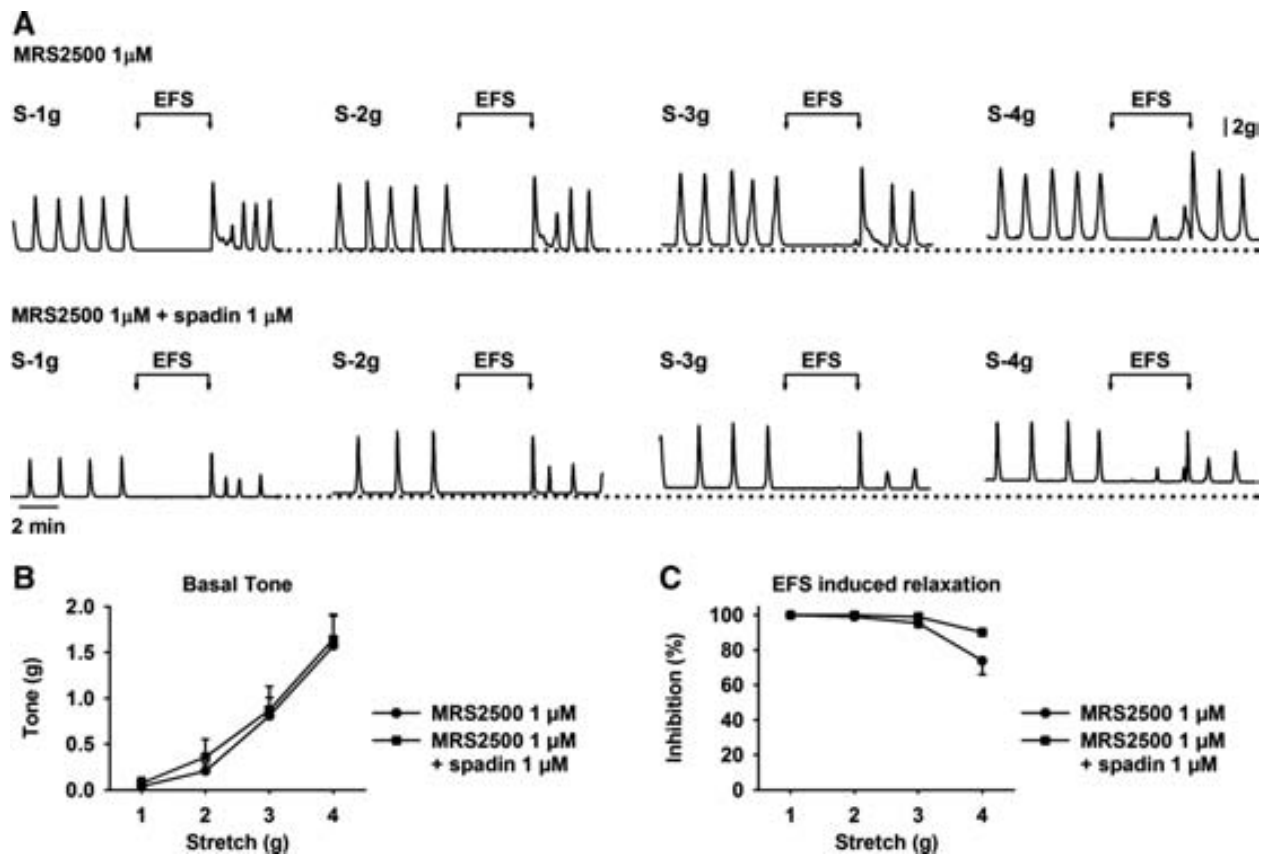 A
MRS2500 1µM
S-1g EFS S-2g EFS S-3g EFS S-4g EFS 2g
MRS2500 1µM + spadin 1 µM
S-1g EFS S-2g EFS S-3g EFS S-4g EFS
2 min
B
Basal Tone
2.0
1.5
1.0
0.5
0.0
Tone (g)
1 2 3 4
Stretch (g)
MRS2500 1 µM
MRS2500 1 µM
+ spadin 1 µM
C
EFS induced relaxation
100
80
60
40
20
0
Inhibition (%)
1 2 3 4
Stretch (g)
MRS2500 1 µM
MRS2500 1 µM
+ spadin 1 µM